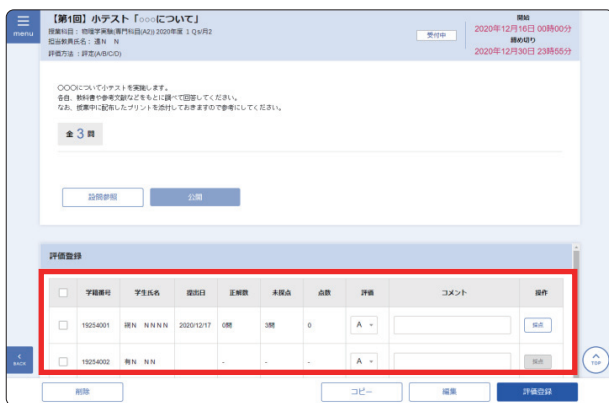 menu
【第1回】小テスト「○○○について」
授業科目： 物理学実験(専門科目(A2)) 2020年度 1 Qs/月2
担当教員氏名： 進N N
評価方法 ：評定(A/B/C/D)
受付中
開始
2020年12月16日 00時00分
締め切り
2020年12月30日 23時55分
○○○について小テストを実施します。
各自、教科書や参考文献などをもとに調べて回答してください。
なお、授業中に配布したプリントを添付しておきますので参考にしてください。
全 3 問
設問参照
公開
評価登録
学籍番号 学生氏名 提出日 正解数 未採点 点数 評価 コメント 操作
19254001 NNNN 2020/12/17 0問 3問 0 A 採点
19254002 有N NN - - - A 採点
BACK
TOP
削除
コピー
編集
評価登録